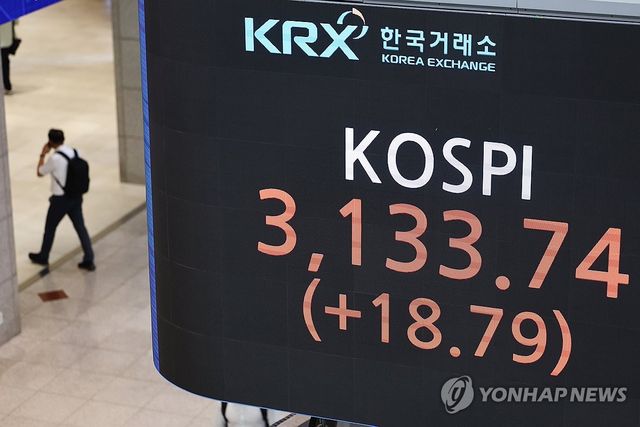 KRX 한국거래소
KOREA EXCHANGE
KOSPI
3,133.74
(+18.79)
YONHAP NEWS